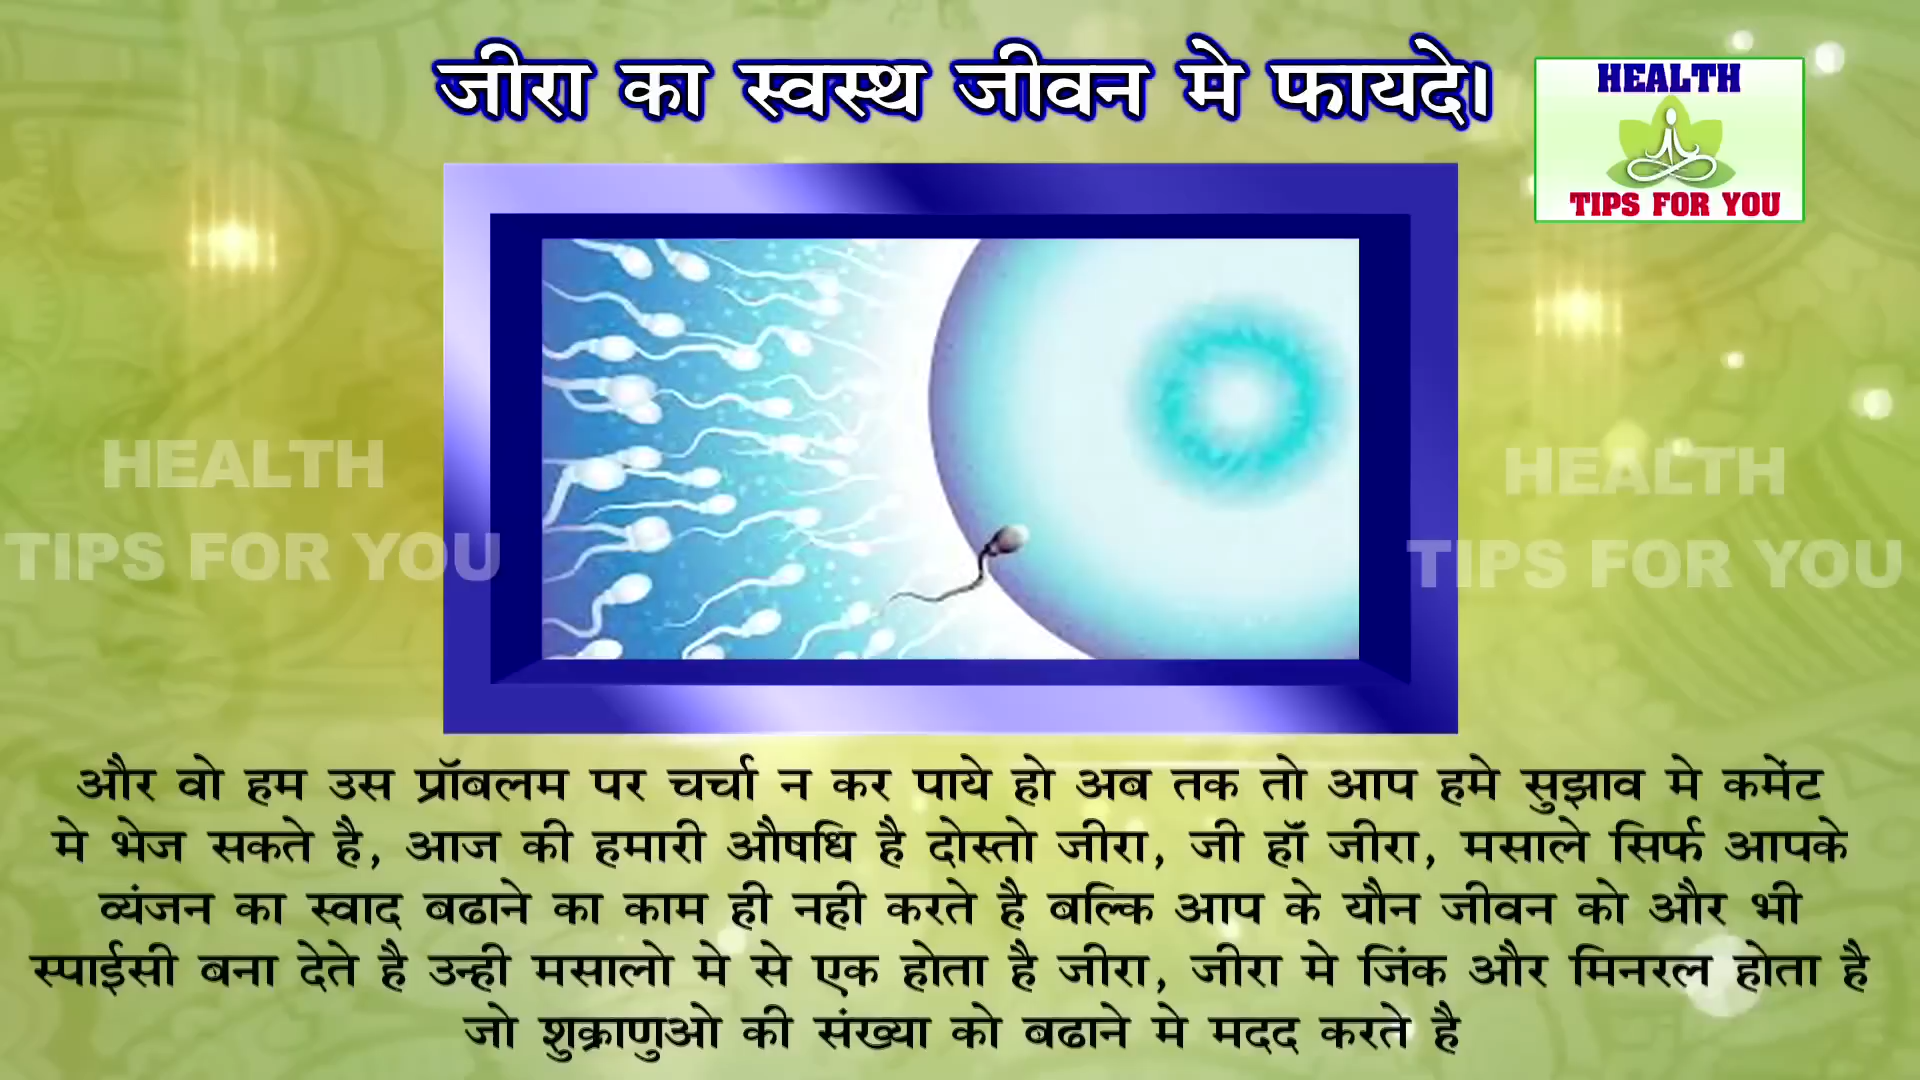 जीरा का स्वस्थ जीवन मे फायदे।
HEALTH
TIPS FOR YOU
HEALTH
TIPS FOR YOU
HEALTH
TIPS FOR YOU
और वो हम उस प्रॉबलम पर चर्चा न कर पाये हो अब तक तो आप हमे सुझाव मे कमेंट
मे भेज सकते है, आज की हमारी औषधि है दोस्तो जीरा, जी हॉं जीरा, मसाले सिर्फ आपके
व्यंजन का स्वाद बढाने का काम ही नही करते है बल्कि आप के यौन जीवन को और भी
स्पाईसी बना देते है उन्ही मसालो मे से एक होता है जीरा, जीरा मे जिंक और मिनरल होता है
जो शुक्राणुओ की संख्या को बढाने मे मदद करते है